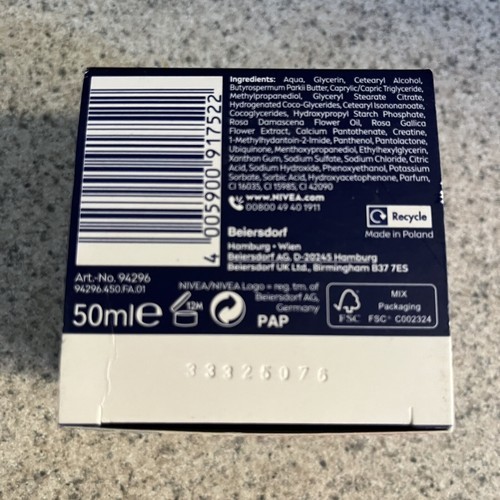 Ingredients: Aqua, Glycerin, Cetearyl Alcohol,
Butyrospermum Parkii Butter, Caprylic/Capric Triglyceride,
Methylpropanediol, Glyceryl Stearate Citrate,
Hydrogenated Coco-Glycerides, Cetearyl Isononanoate,
Cocoglycerides, Hydroxypropyl Starch Phosphate,
Rosa Damascena Flower Oil, Rosa Gallica
Flower Extract, Calcium Pantothenate, Creatine,
1-Methylhydantoin-2-Imide, Panthenol, Pantolactone,
Ubiquinone, Menthoxypropanediol, Ethylhexylglycerin,
Xanthan Gum, Sodium Sulfate, Sodium Chloride, Citric
Acid, Sodium Hydroxide, Phenoxyethanol, Potassium
Sorbate, Sorbic Acid, Hydroxyacetophenone, Parfum,
CI 16035, CI 15985, CI 42090
www.NIVEA.com
00800 49 40 1911
4 005900 917522
Recycle
Made in Poland
Beiersdorf
Hamburg • Wien
Beiersdorf AG, D-20245 Hamburg
Beiersdorf UK Ltd., Birmingham B37 7ES
Art.-No. 94296
94296.450.FA.01
NIVEA/NIVEA Logo = reg. tm. of
Beiersdorf AG,
Germany
50ml e
12M
PAP
FSC
MIX
Packaging
FSC® C002324
33325076